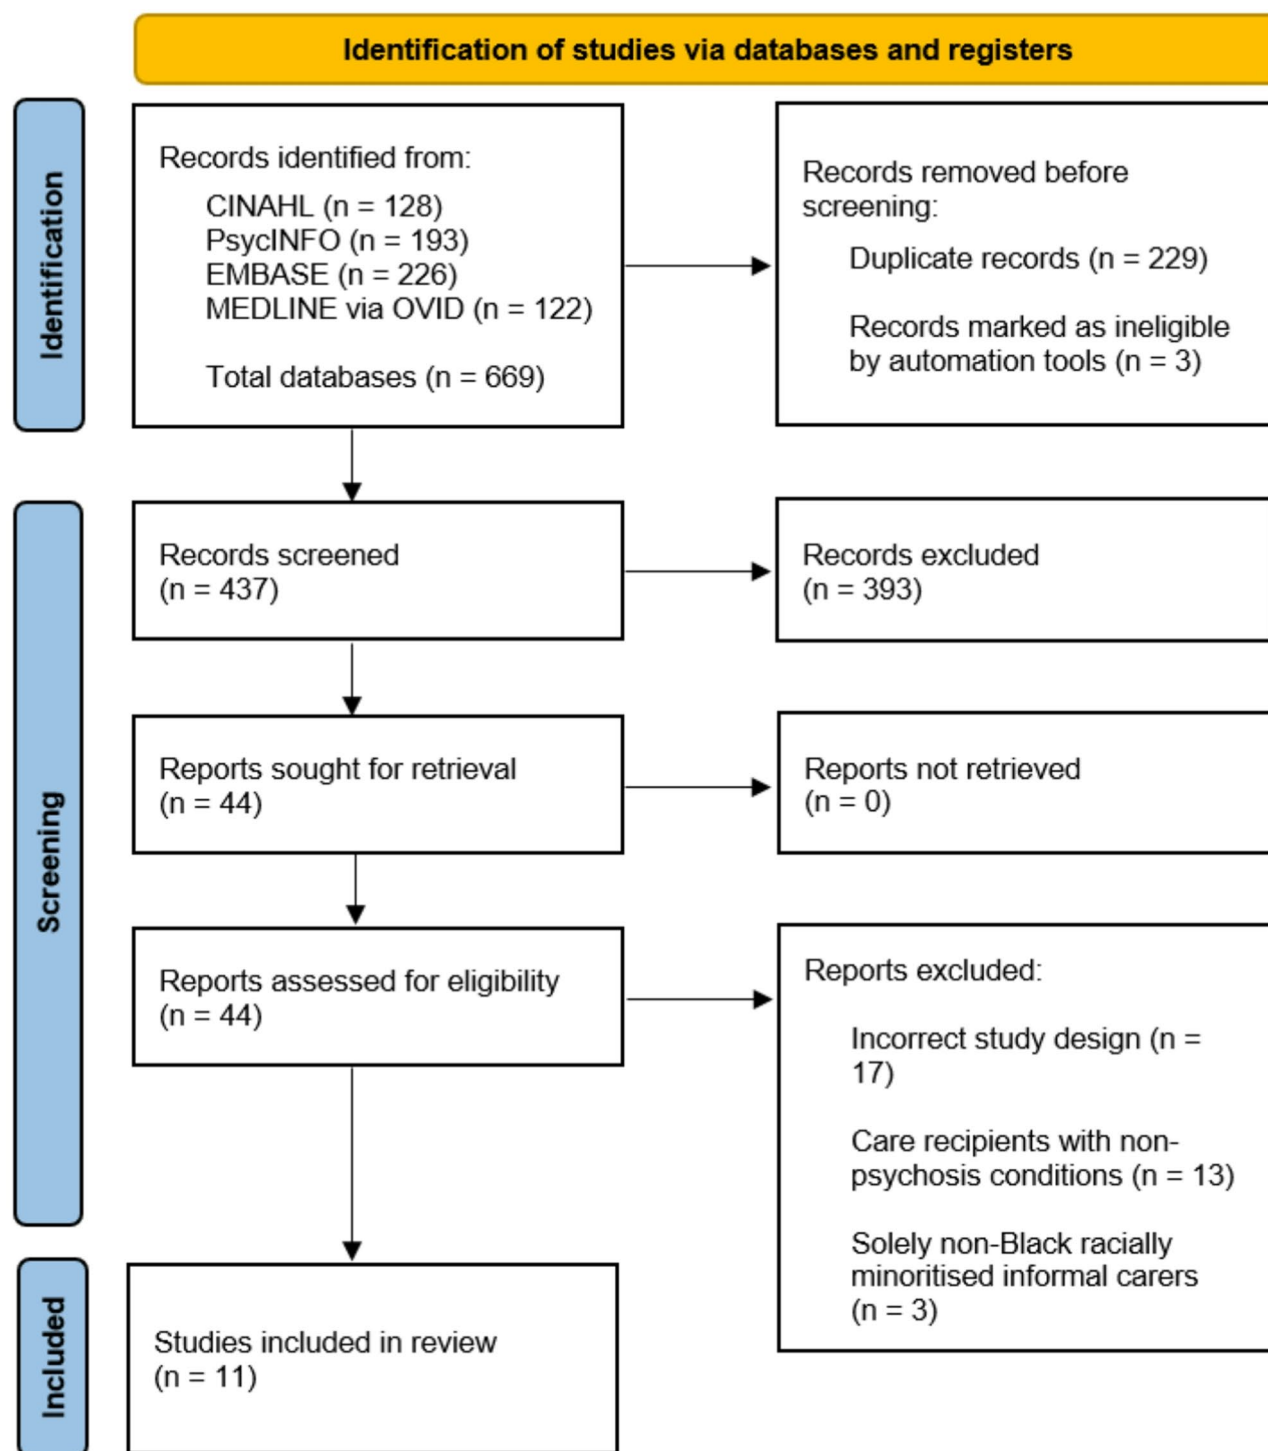 Identification of studies via databases and registers
Identification
Records identified from:
CINAHL (n = 128)
PsycINFO (n = 193)
EMBASE (n = 226)
MEDLINE via OVID (n = 122)
Total databases (n = 669)
Records removed before
screening:
Duplicate records (n = 229)
Records marked as ineligible
by automation tools (n = 3)
Screening
Records screened
(n = 437)
Records excluded
(n = 393)
Reports sought for retrieval
(n = 44)
Reports not retrieved
(n = 0)
Reports assessed for eligibility
(n = 44)
Reports excluded:
Incorrect study design (n =
17)
Care recipients with non-
psychosis conditions (n = 13)
Solely non-Black racially
minoritised informal carers
(n = 3)
Included
Studies included in review
(n = 11)